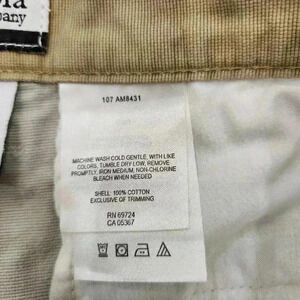 pany
107 AM8431
MACHINE WASH COLD GENTLE, WITH LIKE
COLORS, TUMBLE DRY LOW, REMOVE
PROMPTLY, IRON MEDIUM, NON-CHLORINE
BLEACH WHEN NEEDED
SHELL: 100% COTTON
EXCLUSIVE OF TRIMMING
RN 69724
CA 05367